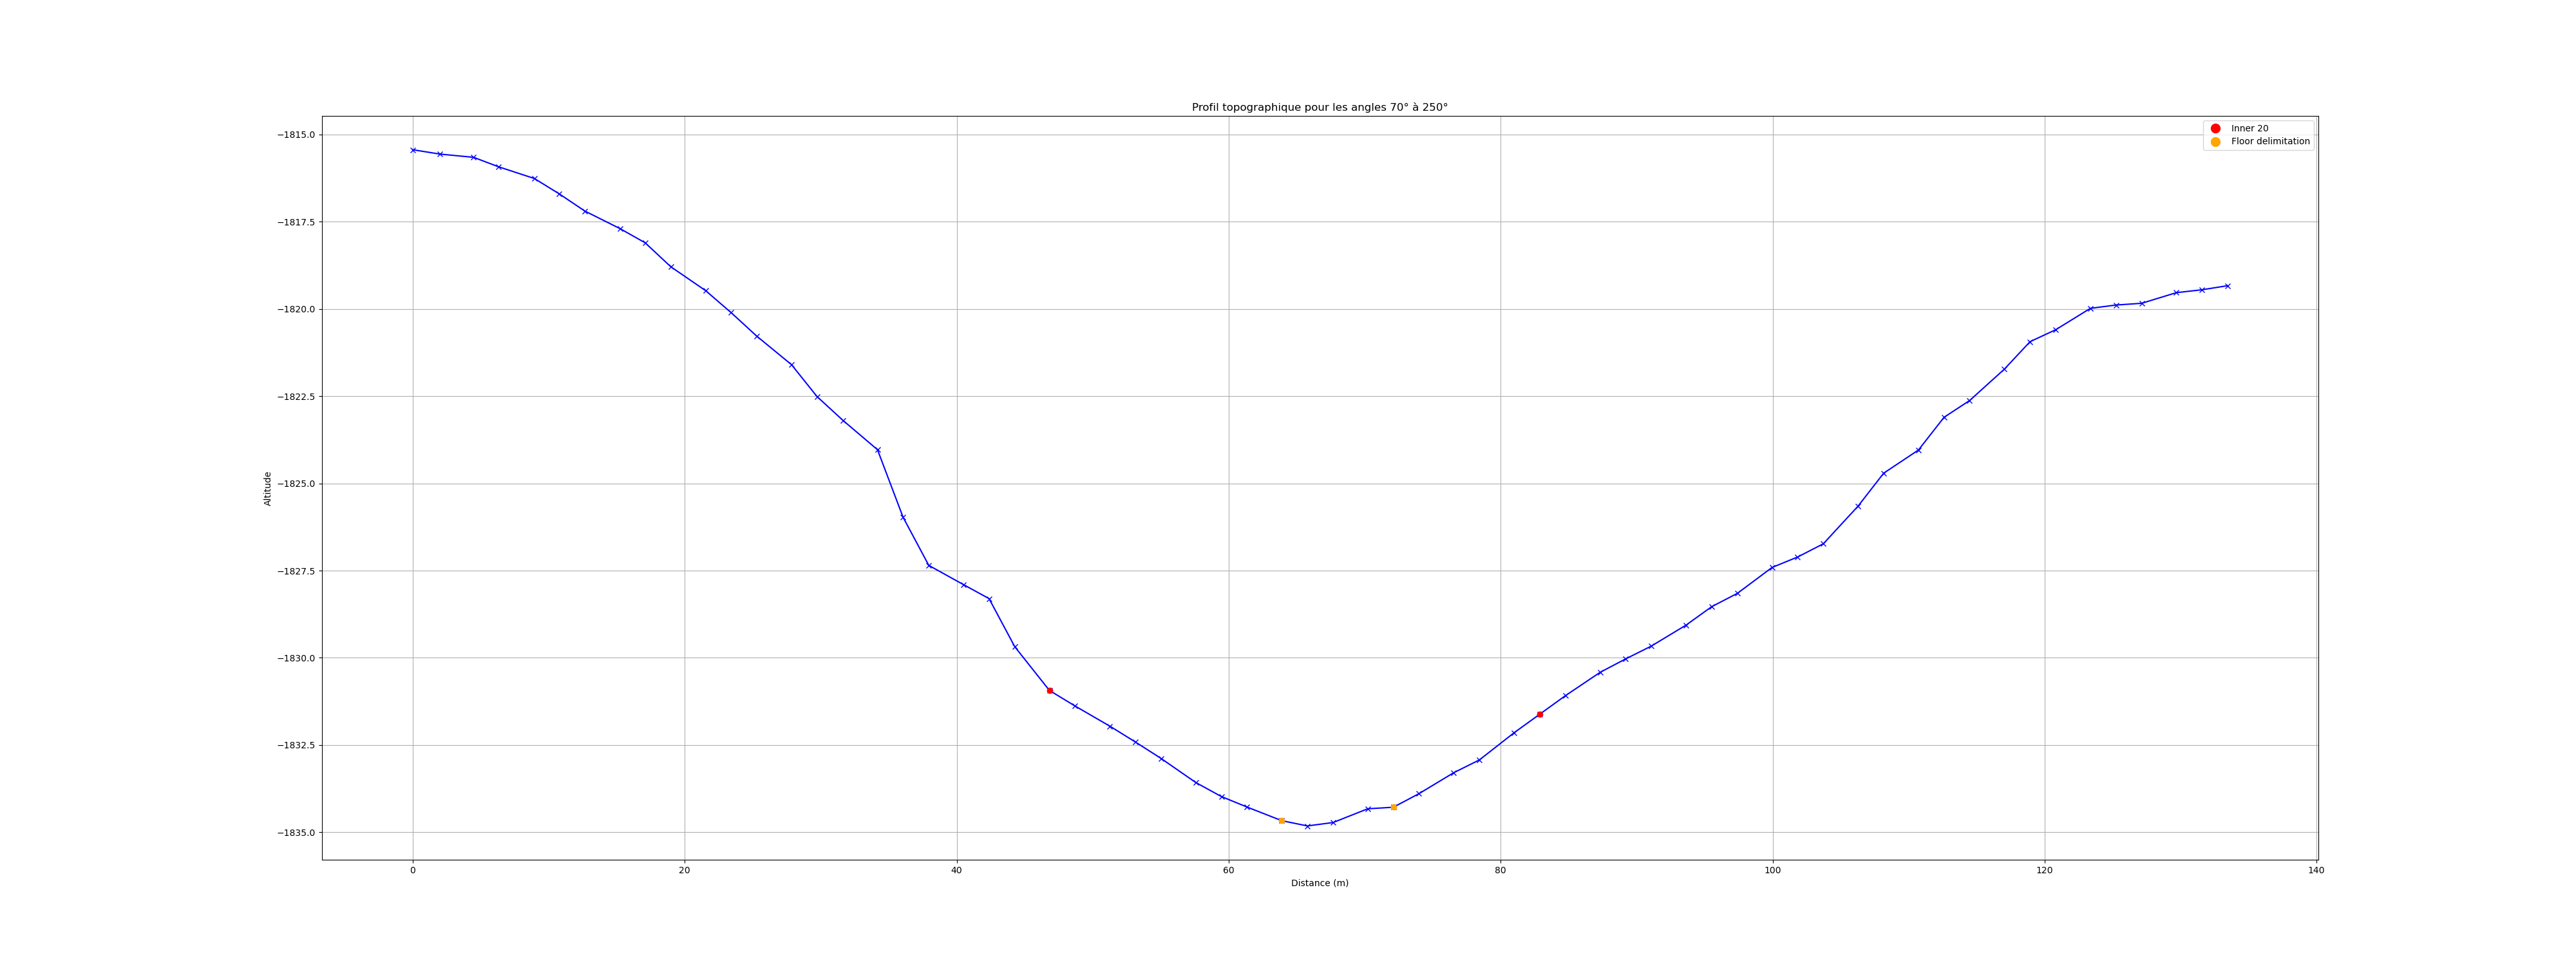 Profil topographique pour les angles 70° à 250°
Inner 20
Floor delimitation
−1815.0
−1817.5
−1820.0
−1822.5
−1825.0
−1827.5
−1830.0
−1832.5
−1835.0
Altitude
0 20 40 60 80 100 120 140
Distance (m)